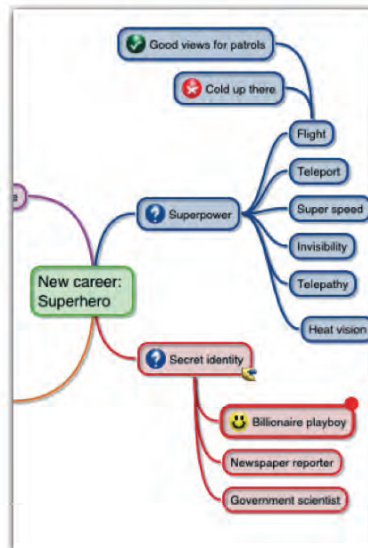 Good views for patrols
Cold up there
Flight
Teleport
Superpower
Super speed
Invisibility
Telepathy
New career:
Superhero
Heat vision
Secret identity
Billionaire playboy
Newspaper reporter
Government scientist